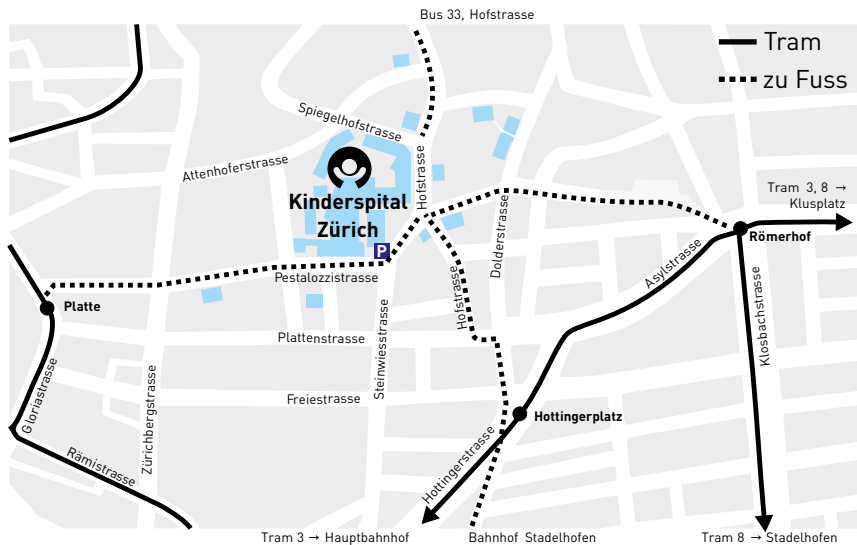 Bus 33, Hofstrasse
Tram
zu Fuss
Spiegelhofstrasse
Attenhoferstrasse
Hofstrasse
Kinderspital
Zürich
P
Tram 3, 8 →
Klusplatz
Römerhof
Dolderstrasse
Asylstrasse
Pestalozzistrasse
Hofstrasse
Platte
Plattenstrasse
Steinwiesstrasse
Klosbachstrasse
Gloriastrasse
Zürichbergstrasse
Freiestrasse
Hottingerplatz
Hottingerstrasse
Rämistrasse
Tram 3 → Hauptbahnhof
Bahnhof Stadelhofen
Tram 8 → Stadelhofen